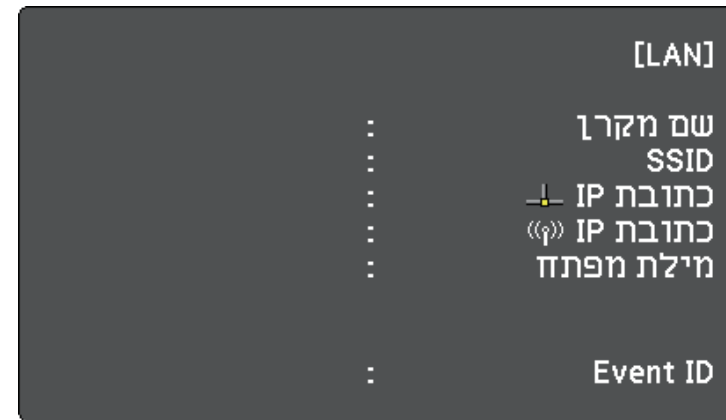 [LAN]
שם מקרן :
SSID :
כתובת IP :
כתובת IP :
מילת מפתח :
Event ID :